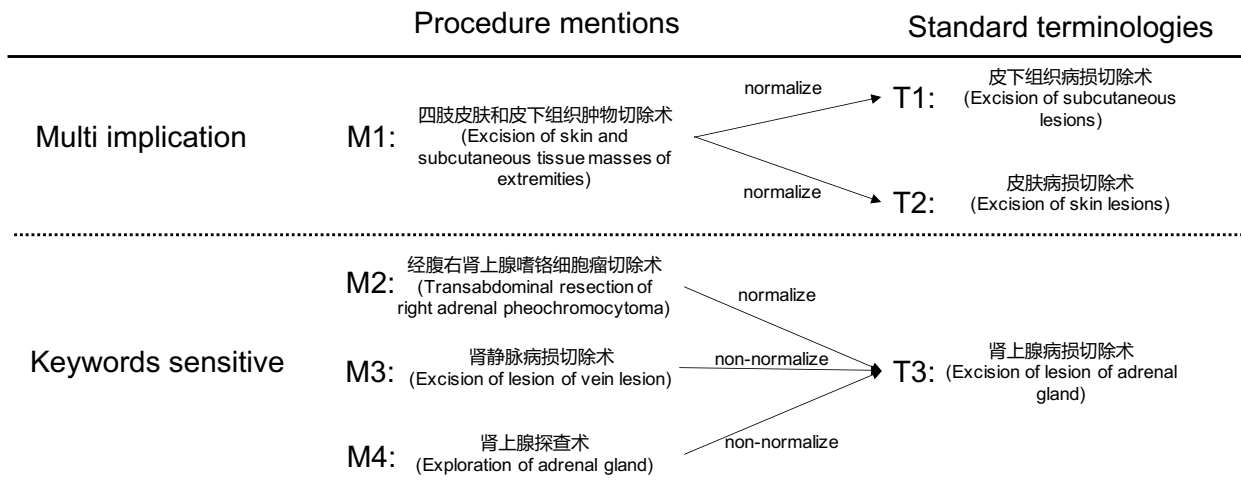 Procedure mentions
Standard terminologies
Multi implication
M1:
四肢皮肤和皮下组织肿物切除术
(Excision of skin and
subcutaneous tissue masses of
extremities)
normalize
normalize
T1:
皮下组织病损切除术
(Excision of subcutaneous
lesions)
T2:
皮肤病损切除术
(Excision of skin lesions)
Keywords sensitive
M2:
经腹右肾上腺嗜铬细胞瘤切除术
(Transabdominal resection of
right adrenal pheochromocytoma)
normalize
M3:
肾静脉病损切除术
(Excision of lesion of vein lesion)
non-normalize
M4:
肾上腺探查术
(Exploration of adrenal gland)
non-normalize
T3:
肾上腺病损切除术
(Excision of lesion of adrenal
gland)